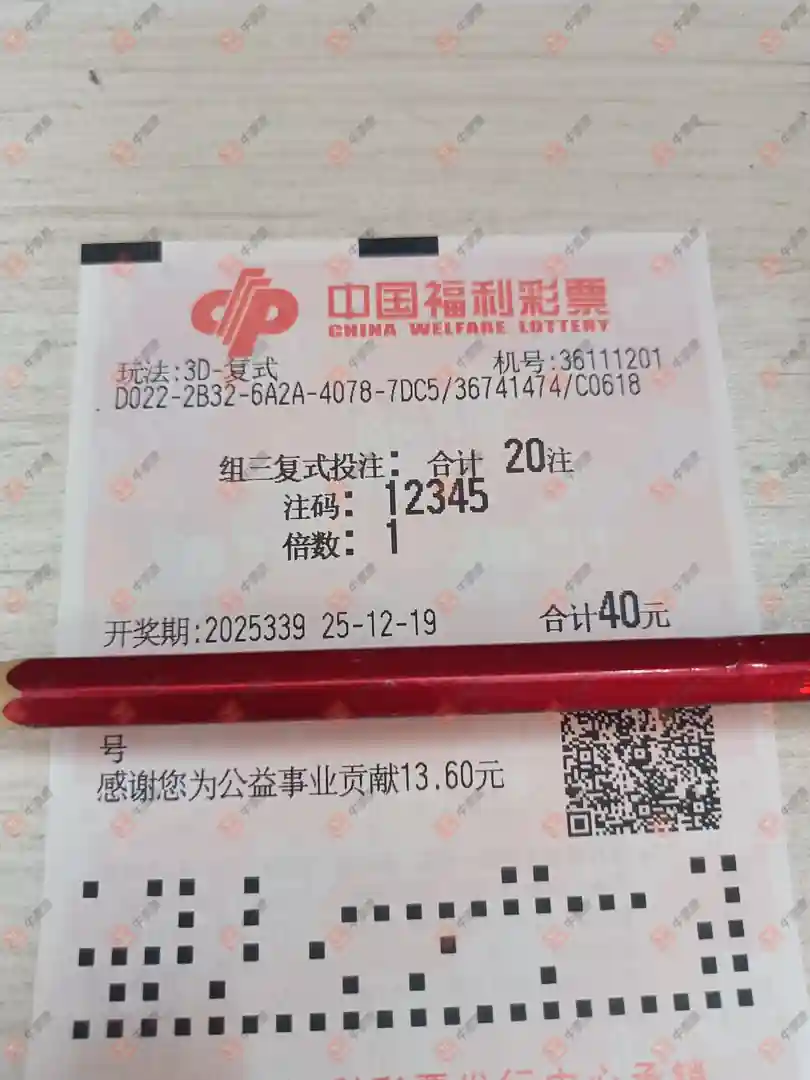 中国福利彩票
CHINA WELFARE LOTTERY
玩法:3D-复式 机号:36111201
D022-2B32-6A2A-4078-7DC5/36741474/C0618
组三复式投注: 合计 20注
注码: 12345
倍数: 1
开奖期:2025339 25-12-19 合计40元
号
感谢您为公益事业贡献13.60元